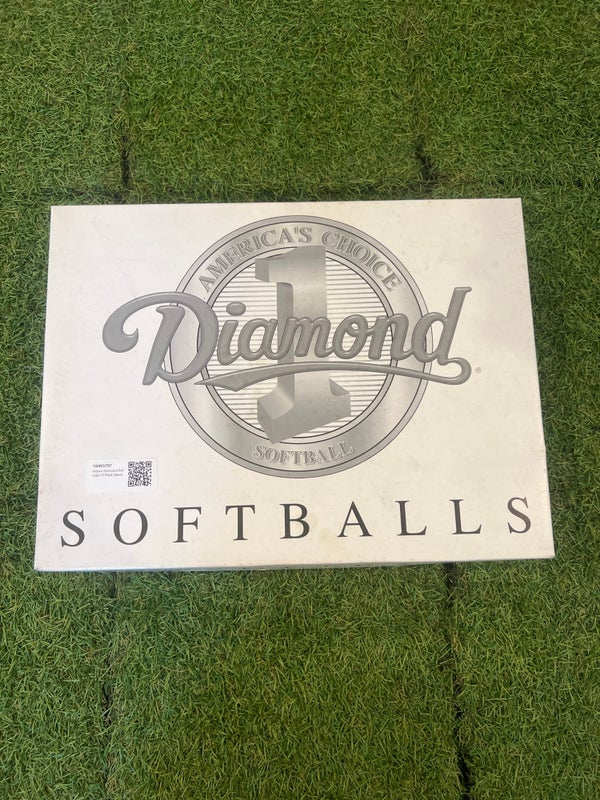 AMERICA'S CHOICE
1
Diamond®
SOFTBALL
SOFTBALLS